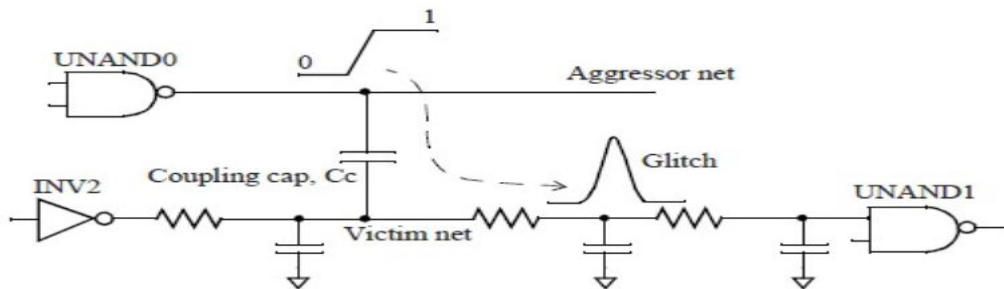 1
0
UNAND0
Aggressor net
Glitch
Coupling cap, Cc
INV2
UNAND1
Victim net